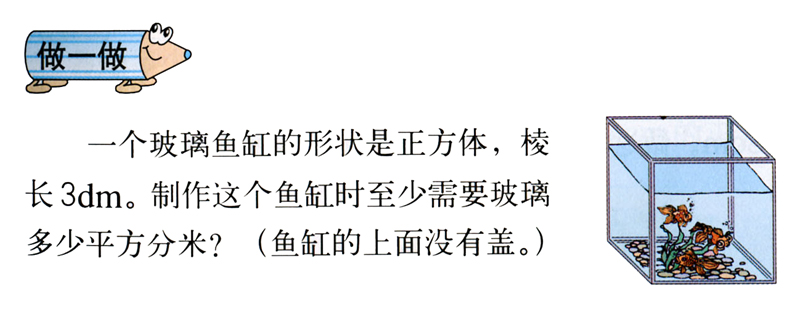 做一做
一个玻璃鱼缸的形状是正方体，棱
长3dm。制作这个鱼缸时至少需要玻璃
多少平方分米？（鱼缸的上面没有盖。）